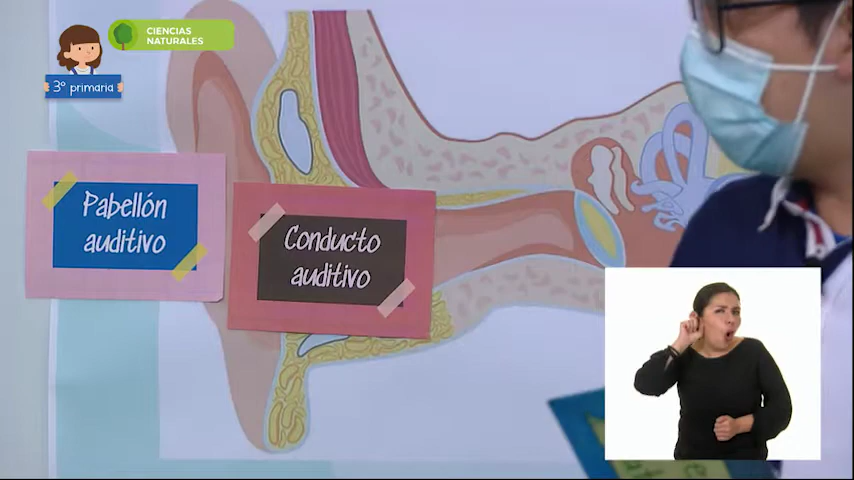 CIENCIAS
NATURALES
3° primaria
Pabellón
auditivo
Conducto
auditivo